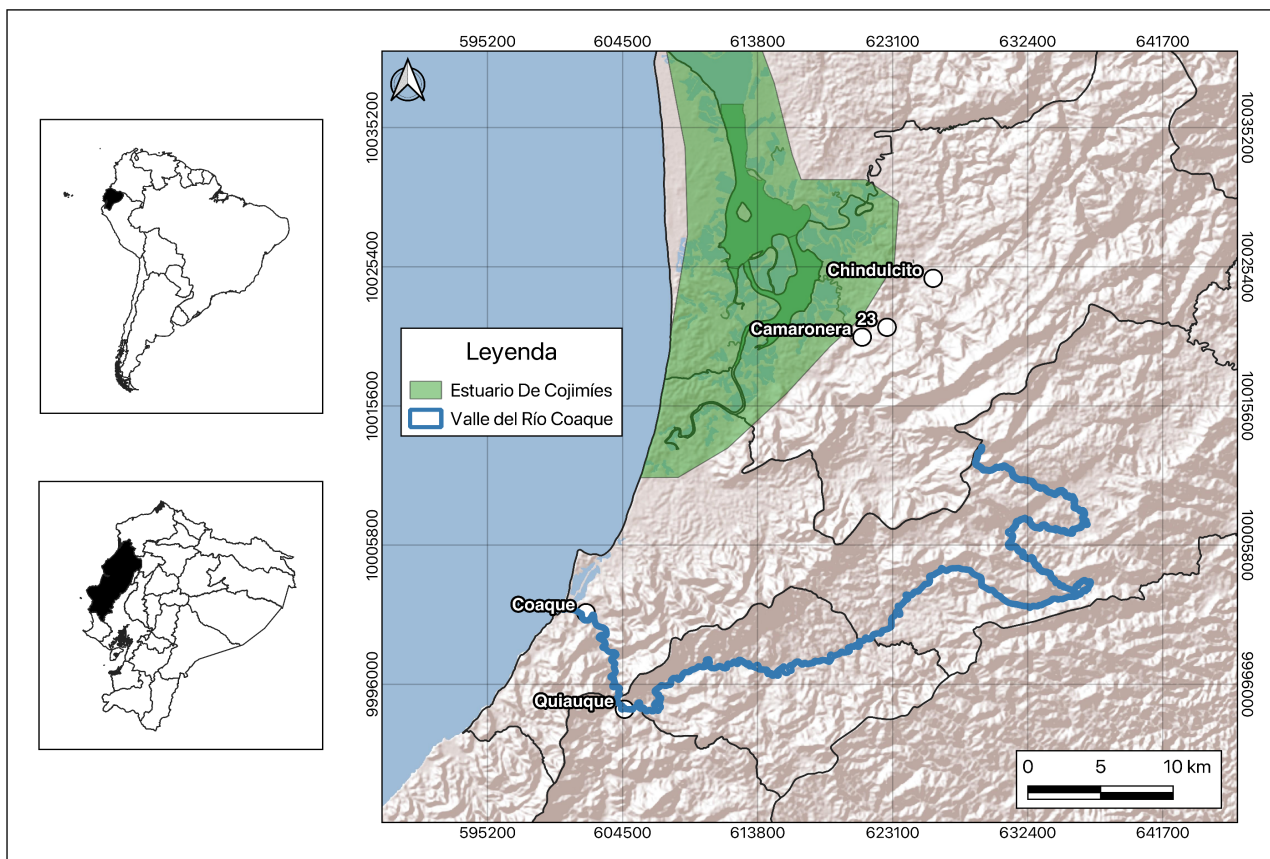 595200 604500 613800 623100 632400 641700
10035200 10035200
10025400 10025400
Chindulcito
23
Camaronera
Leyenda
Estuario De Cojimíes
Valle del Río Coaque
10015600 10015600
10005800 10005800
Coaque
9996000 9996000
Quiauque
0 5 10 km
595200 604500 613800 623100 632400 641700